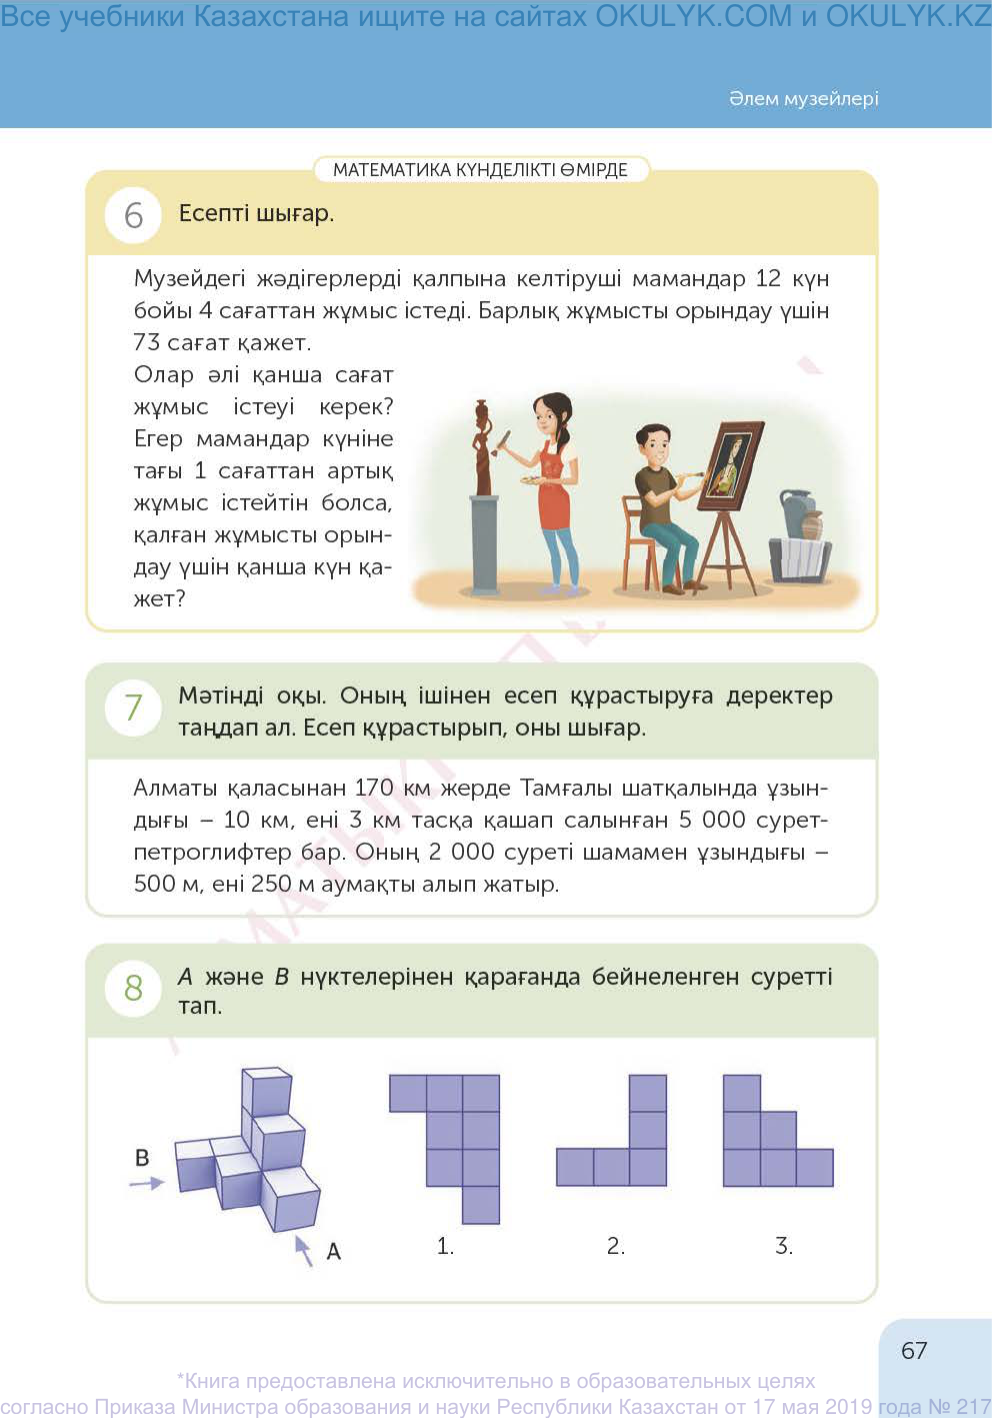 Все учебники Казахстана ищите на сайтах OKULYK.COM и OKULYK.KZ
Әлем музейлері
МАТЕМАТИКА КҮНДЕЛІКТІ ӨМІРДЕ
6
Есепті шығар.
Музейдегі жәдігерлерді қалпына келтіруші мамандар 12 күн
бойы 4 сағаттан жұмыс істеді. Барлық жұмысты орындау үшін
73 сағат қажет.
Олар әлі қанша сағат
жұмыс істеуі керек?
Егер мамандар күніне
тағы 1 сағаттан артық
жұмыс істейтін болса,
қалған жұмысты орын-
дау үшін қанша күн қа-
жет?
7
Мәтінді оқы. Оның ішінен есеп құрастыруға деректер
таңдап ал. Есеп құрастырып, оны шығар.
Алматы қаласынан 170 км жерде Тамғалы шатқалында ұзын-
дығы – 10 км, ені 3 км тасқа қашап салынған 5 000 сурет-
петроглифтер бар. Оның 2 000 суреті шамамен ұзындығы –
500 м, ені 250 м аумақты алып жатыр.
8
А және В нүктелерінен қарағанда бейнеленген суретті
тап.
В
А
1.
2.
3.
67
*Книга предоставлена исключительно в образовательных целях
согласно Приказа Министра образования и науки Республики Казахстан от 17 мая 2019 года № 217